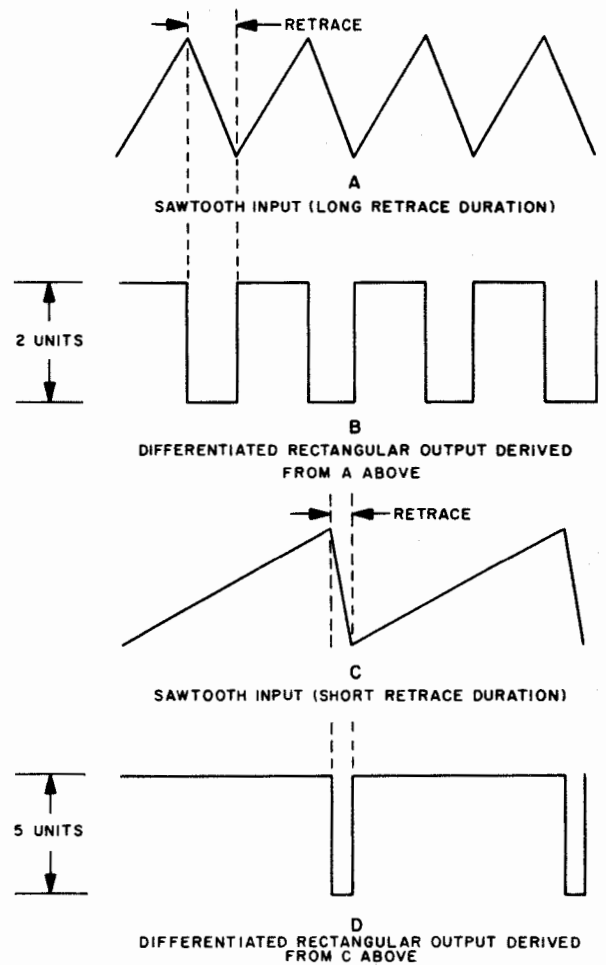 RETRACE
A
SAWTOOTH INPUT (LONG RETRACE DURATION)
2 UNITS
B
DIFFERENTIATED RECTANGULAR OUTPUT DERIVED
FROM A ABOVE
RETRACE
C
SAWTOOTH INPUT (SHORT RETRACE DURATION)
5 UNITS
D
DIFFERENTIATED RECTANGULAR OUTPUT DERIVED
FROM C ABOVE